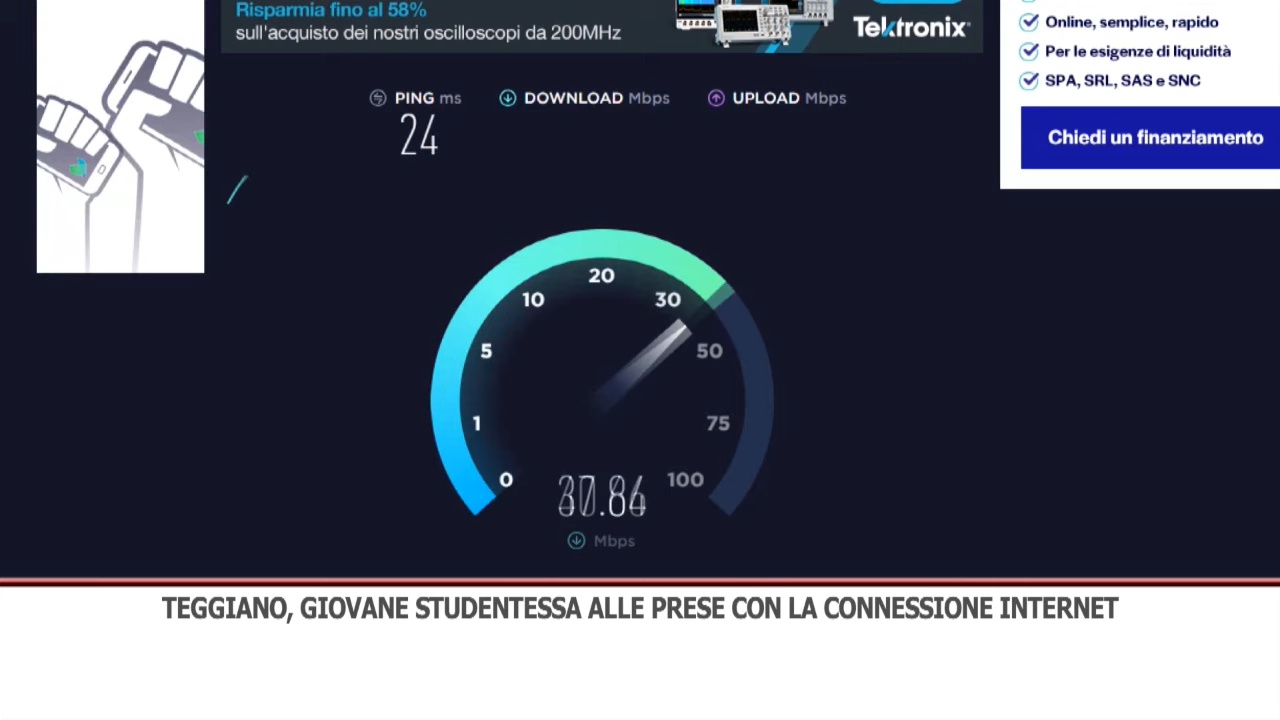 Risparmia fino al 58%
sull'acquisto dei nostri oscilloscopi da 200MHz
Tektronix
Online, semplice, rapido
Per le esigenze di liquidità
SPA, SRL, SAS e SNC
Chiedi un finanziamento
PING ms
DOWNLOAD Mbps
UPLOAD Mbps
24
0
1
5
10
20
30
50
75
100
Mbps
TEGGIANO, GIOVANE STUDENTESSA ALLE PRESE CON LA CONNESSIONE INTERNET